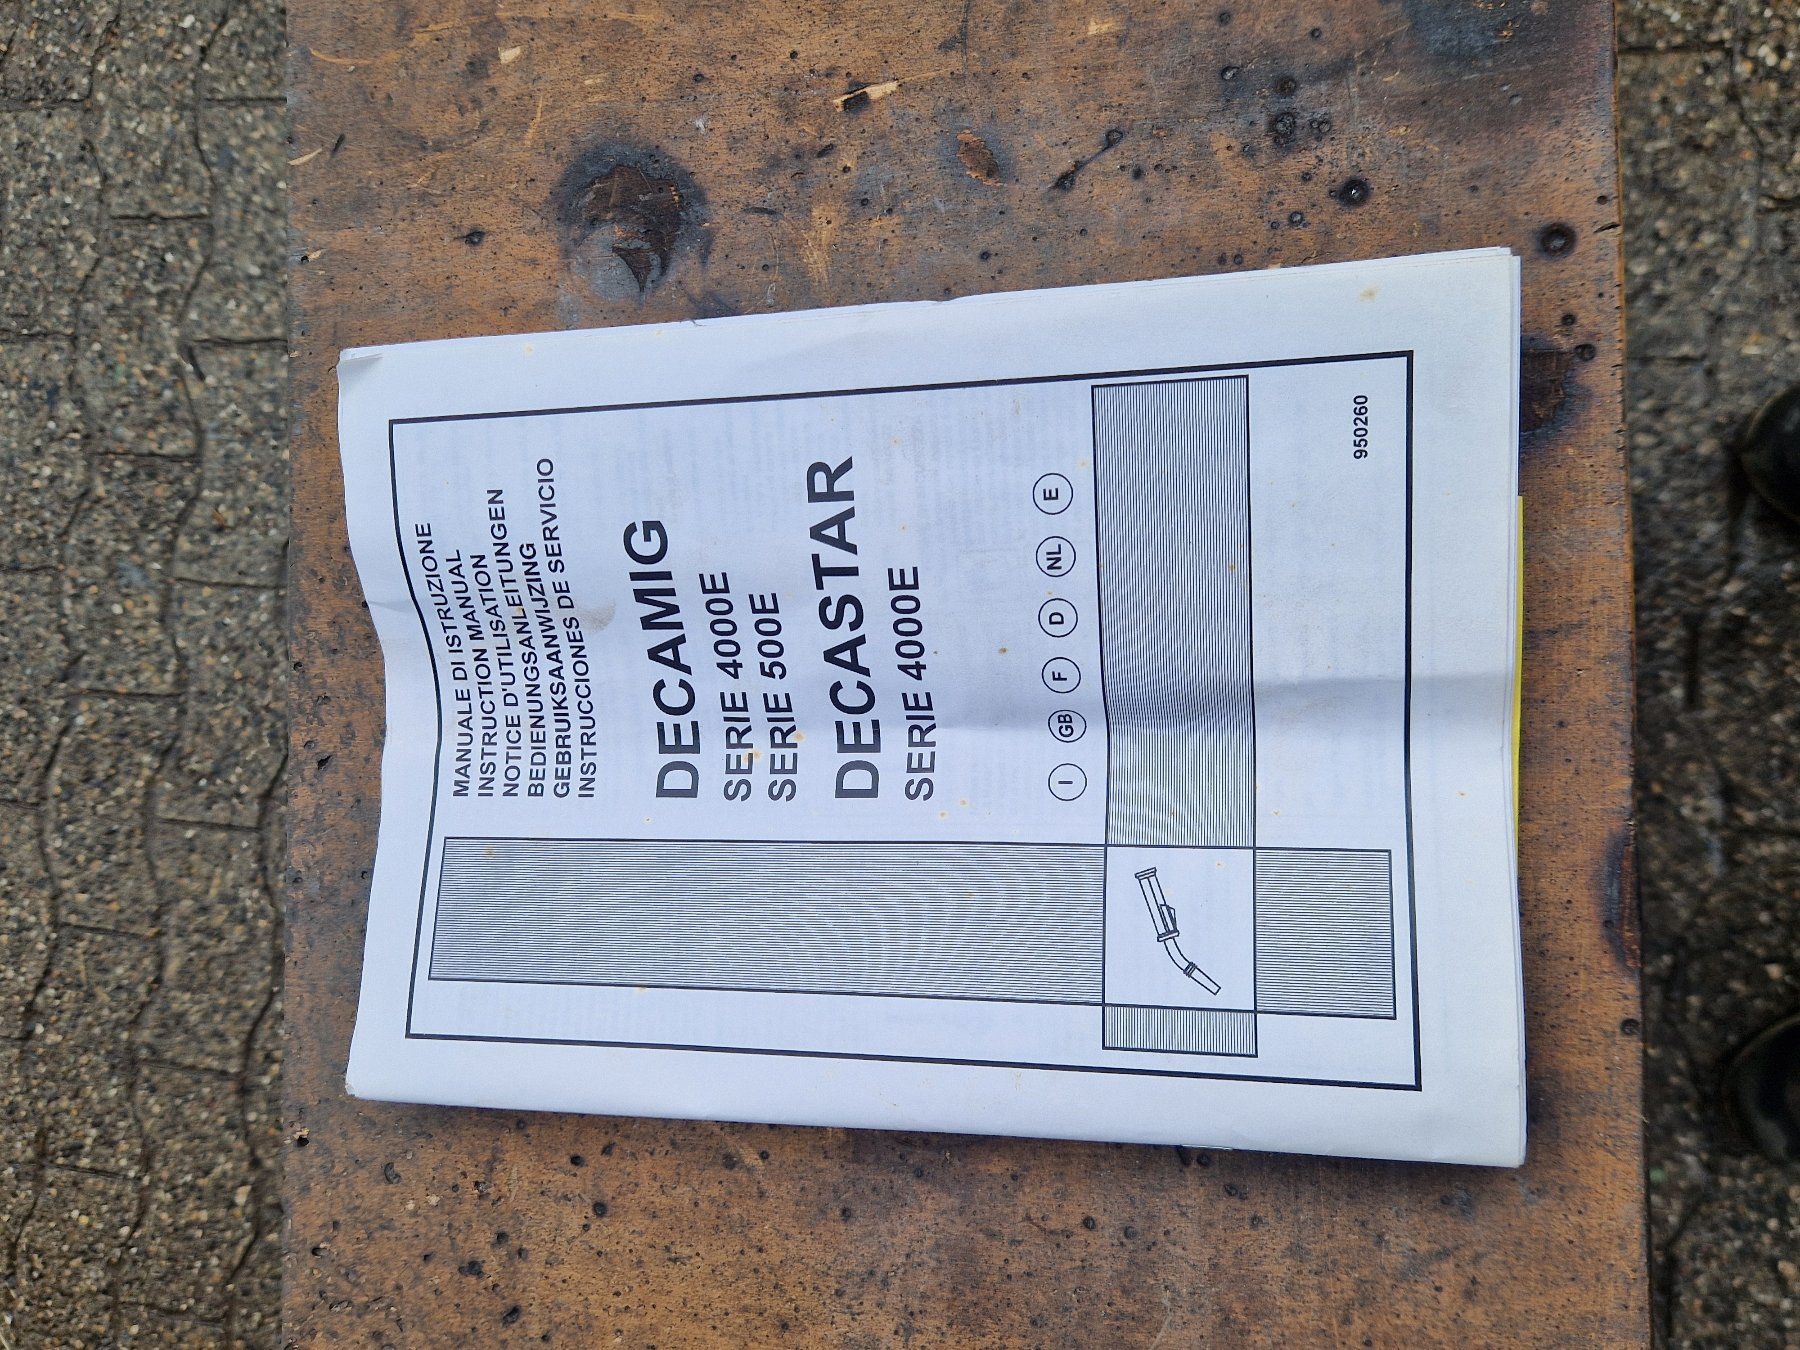 MANUALE DI ISTRUZIONE
INSTRUCTION MANUAL
NOTICE D'UTILISATION
BEDIENUNGSANLEITUNGEN
GEBRUIKSAANWIJZING
INSTRUCCIONES DE SERVICIO
DECAMIG
SERIE 4000E
SERIE 500E
DECASTAR
SERIE 4000E
I GB F D NL E
950260